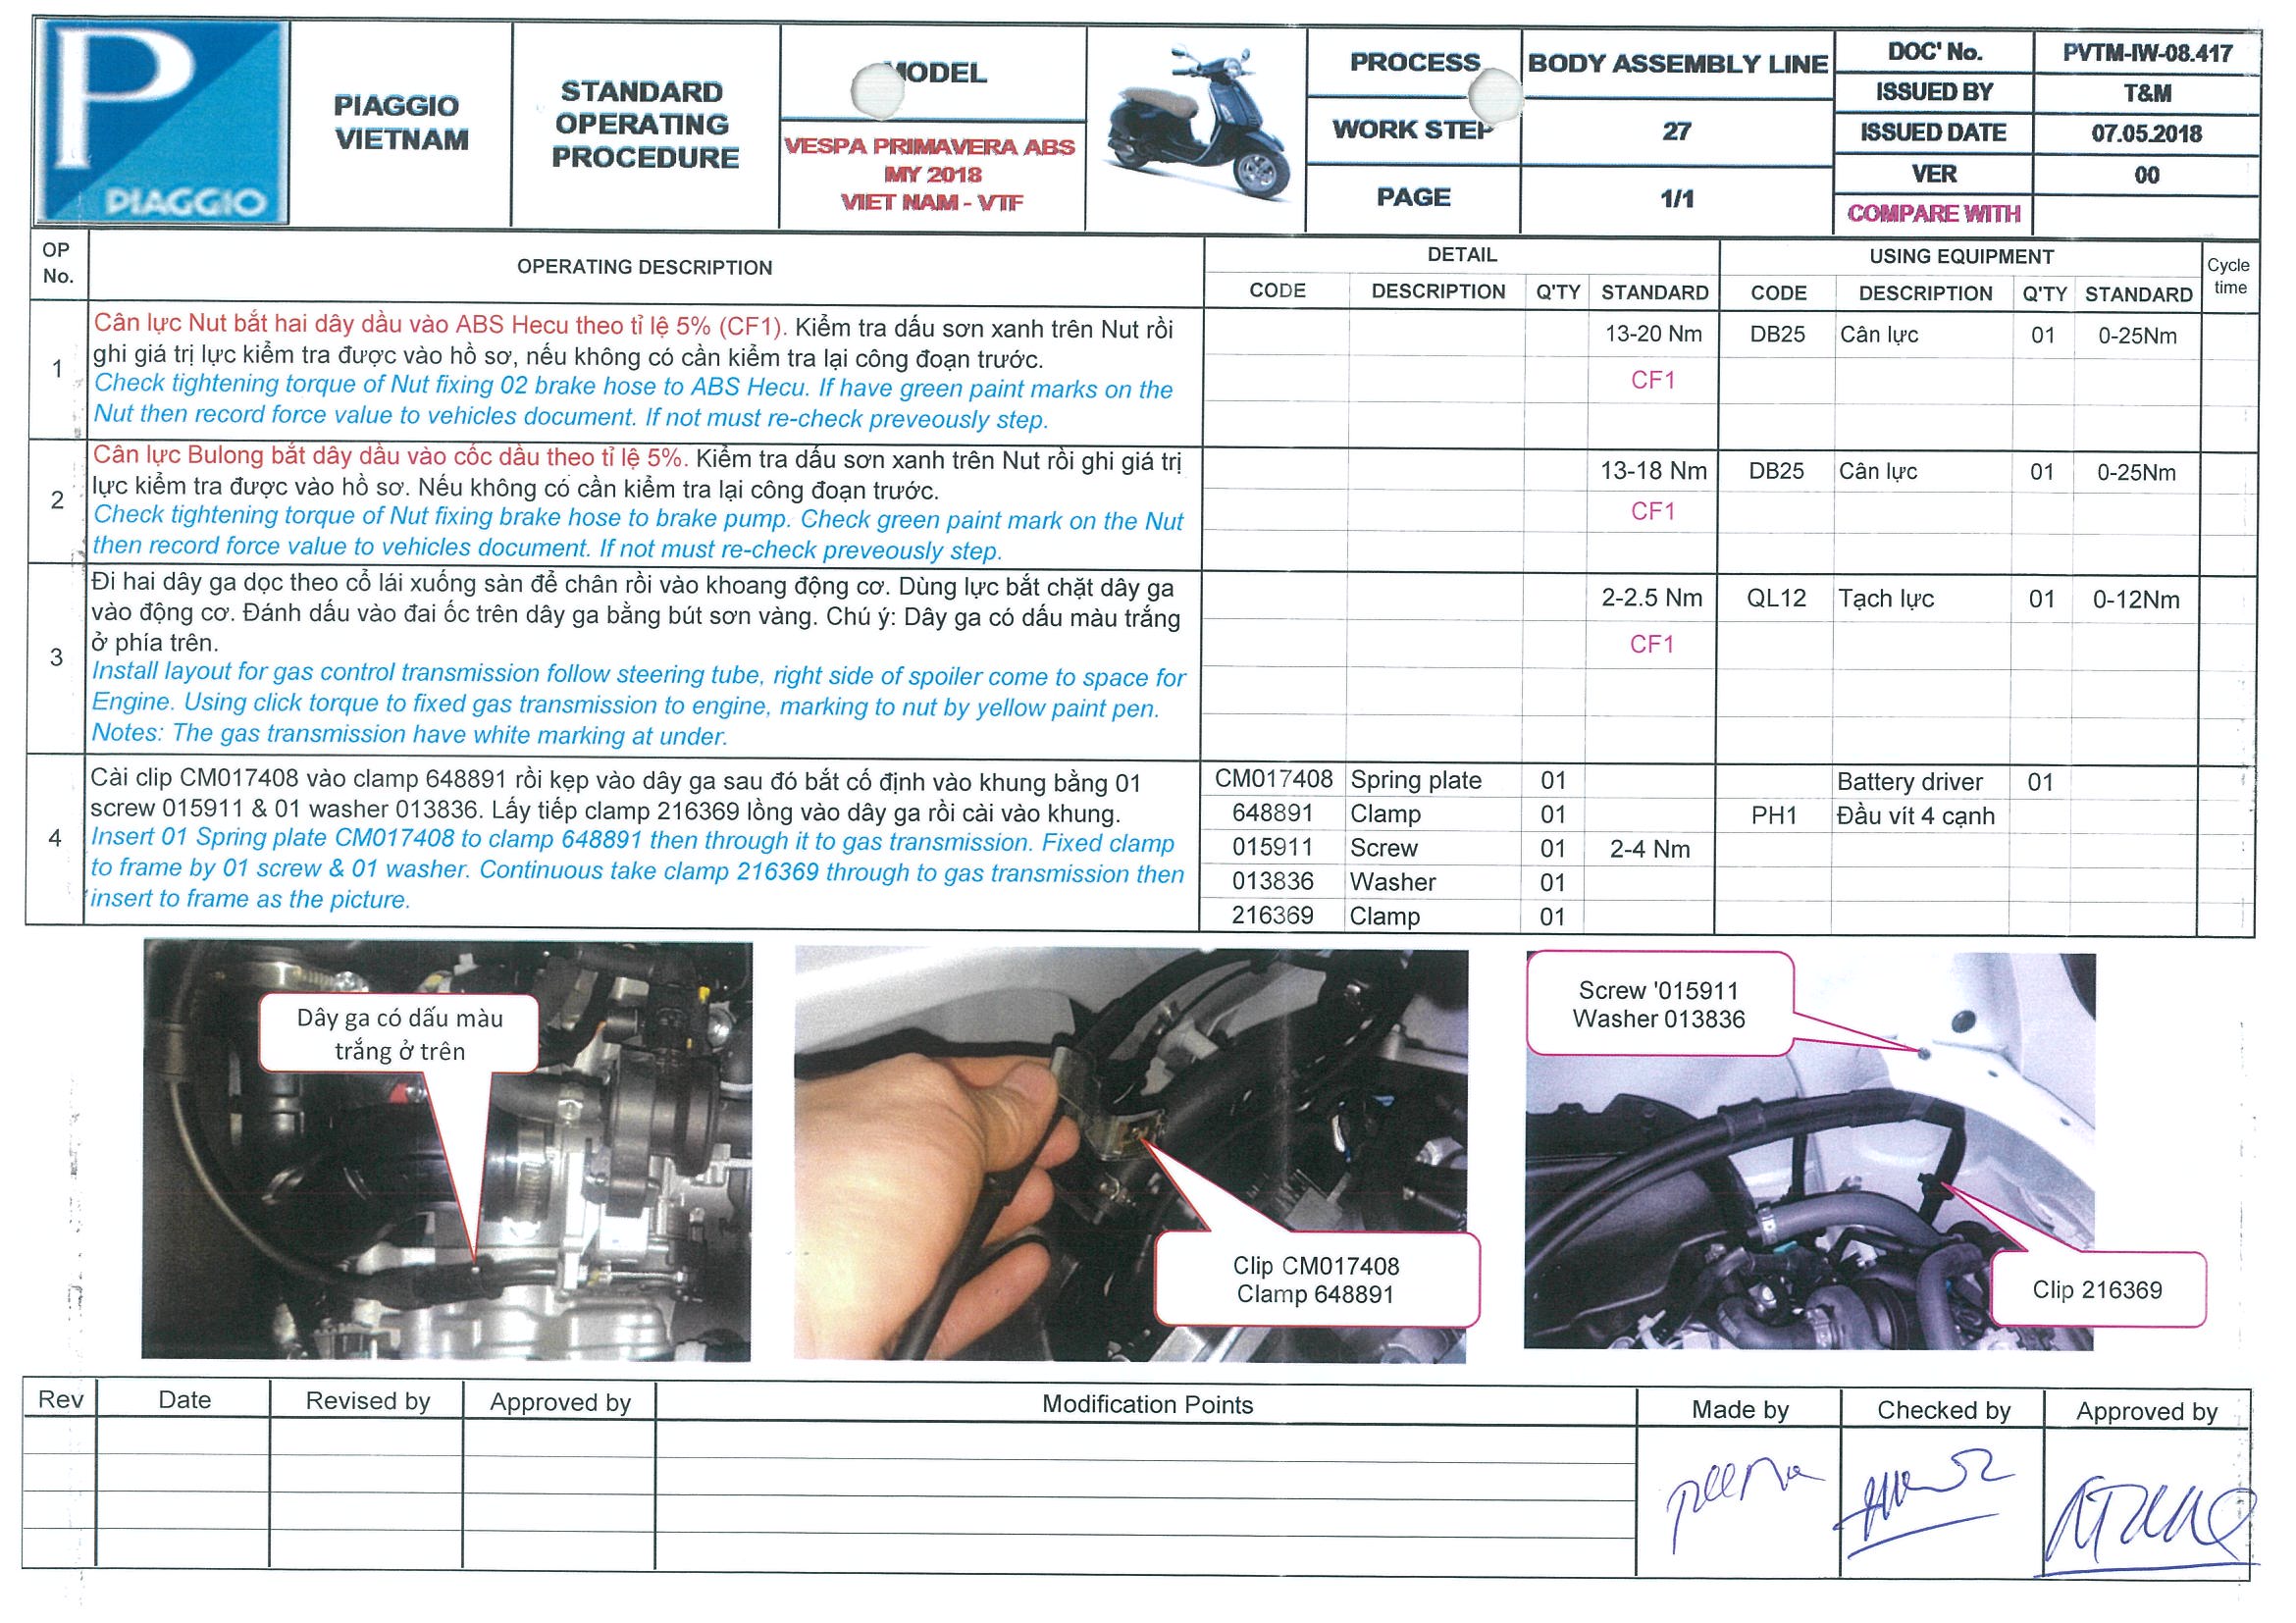 P
PIAGGIO
PIAGGIO
VIETNAM
STANDARD
OPERATING
PROCEDURE
MODEL
VESPA PRIMAVERA ABS
MY 2018
VIET NAM - VTF
PROCESS
BODY ASSEMBLY LINE
WORK STEP
27
PAGE
1/1
DOC' No.
PVTM-IW-08.417
ISSUED BY
T&M
ISSUED DATE
07.05.2018
VER
00
COMPARE WITH
OP
No.
OPERATING DESCRIPTION
DETAIL
USING EQUIPMENT
Cycle
time
CODE DESCRIPTION Q'TY STANDARD CODE DESCRIPTION Q'TY STANDARD
1
Cân lực Nut bắt hai dây dầu vào ABS Hecu theo tỉ lệ 5% (CF1). Kiểm tra dấu sơn xanh trên Nut rồi
ghi giá trị lực kiểm tra được vào hồ sơ, nếu không có cần kiểm tra lại công đoạn trước.
Check tightening torque of Nut fixing 02 brake hose to ABS Hecu. If have green paint marks on the
Nut then record force value to vehicles document. If not must re-check preveously step.
13-20 Nm DB25 Cân lực 01 0-25Nm
CF1
2
Cân lực Bulong bắt dây dầu vào cốc dầu theo tỉ lệ 5%. Kiểm tra dấu sơn xanh trên Nut rồi ghi giá trị
lực kiểm tra được vào hồ sơ. Nếu không có cần kiểm tra lại công đoạn trước.
Check tightening torque of Nut fixing brake hose to brake pump. Check green paint mark on the Nut
then record force value to vehicles document. If not must re-check preveously step.
13-18 Nm DB25 Cân lực 01 0-25Nm
CF1
3
Đi hai dây ga dọc theo cổ lái xuống sàn để chân rồi vào khoang động cơ. Dùng lực bắt chặt dây ga
vào động cơ. Đánh dấu vào đai ốc trên dây ga bằng bút sơn vàng. Chú ý: Dây ga có dấu màu trắng
ở phía trên.
Install layout for gas control transmission follow steering tube, right side of spoiler come to space for
Engine. Using click torque to fixed gas transmission to engine, marking to nut by yellow paint pen.
Notes: The gas transmission have white marking at under.
2-2.5 Nm QL12 Tạch lực 01 0-12Nm
CF1
4
Cài clip CM017408 vào clamp 648891 rồi kẹp vào dây ga sau đó bắt cố định vào khung bằng 01
screw 015911 & 01 washer 013836. Lấy tiếp clamp 216369 lồng vào dây ga rồi cài vào khung.
Insert 01 Spring plate CM017408 to clamp 648891 then through it to gas transmission. Fixed clamp
to frame by 01 screw & 01 washer. Continuous take clamp 216369 through to gas transmission then
insert to frame as the picture.
CM017408 Spring plate 01 Battery driver 01
648891 Clamp 01 PH1 Đầu vít 4 cạnh
015911 Screw 01 2-4 Nm
013836 Washer 01
216369 Clamp 01
Dây ga có dấu màu
trắng ở trên
Clip CM017408
Clamp 648891
Screw '015911
Washer 013836
Clip 216369
Rev Date Revised by Approved by Modification Points Made by Checked by Approved by